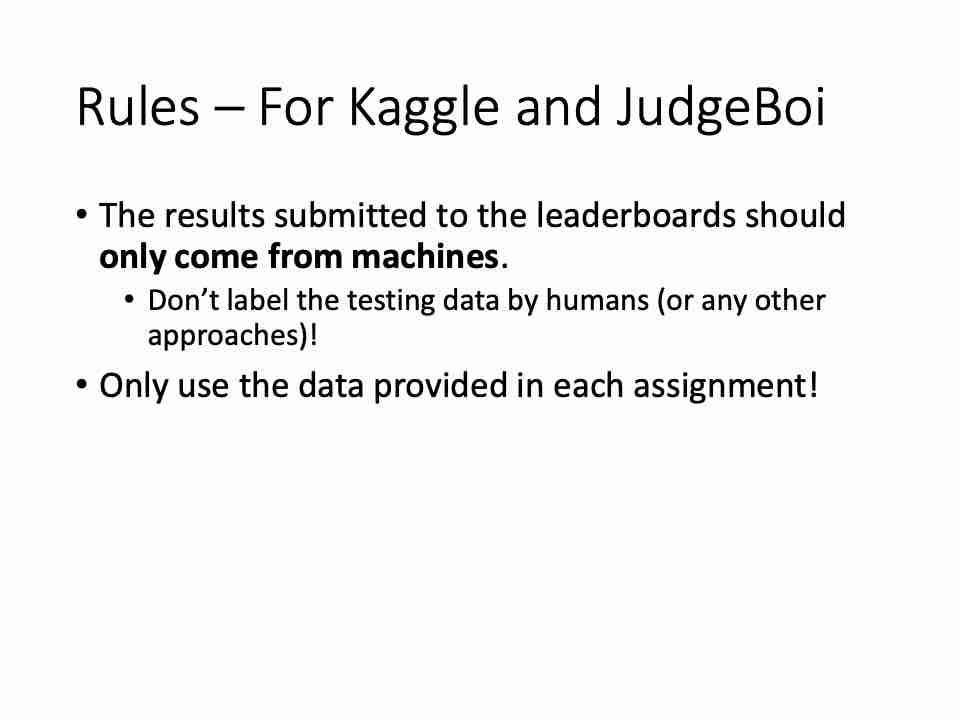 Rules – For Kaggle and JudgeBoi
• The results submitted to the leaderboards should
only come from machines.
• Don’t label the testing data by humans (or any other
approaches)!
• Only use the data provided in each assignment!